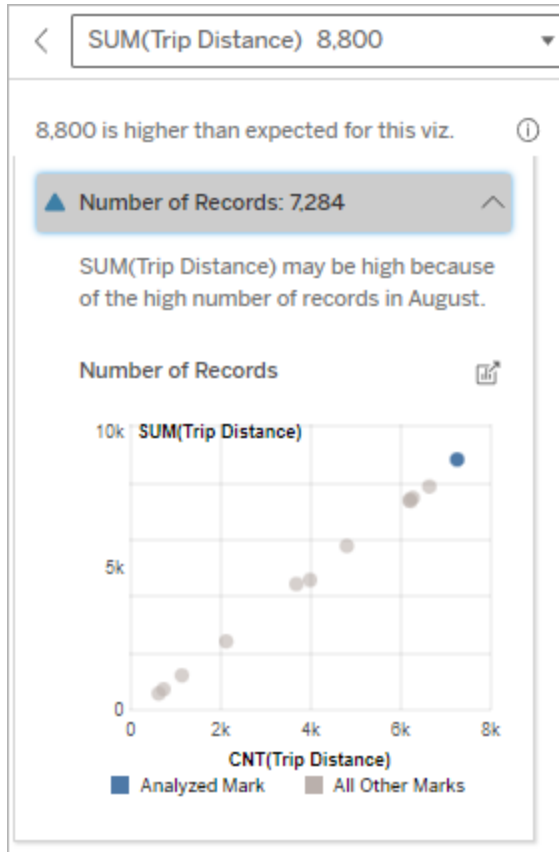 SUM(Trip Distance) 8,800
8,800 is higher than expected for this viz.
Number of Records: 7,284
SUM(Trip Distance) may be high because
of the high number of records in August.
Number of Records
10k SUM(Trip Distance)
5k
0
0 2k 4k 6k 8k
CNT(Trip Distance)
Analyzed Mark All Other Marks